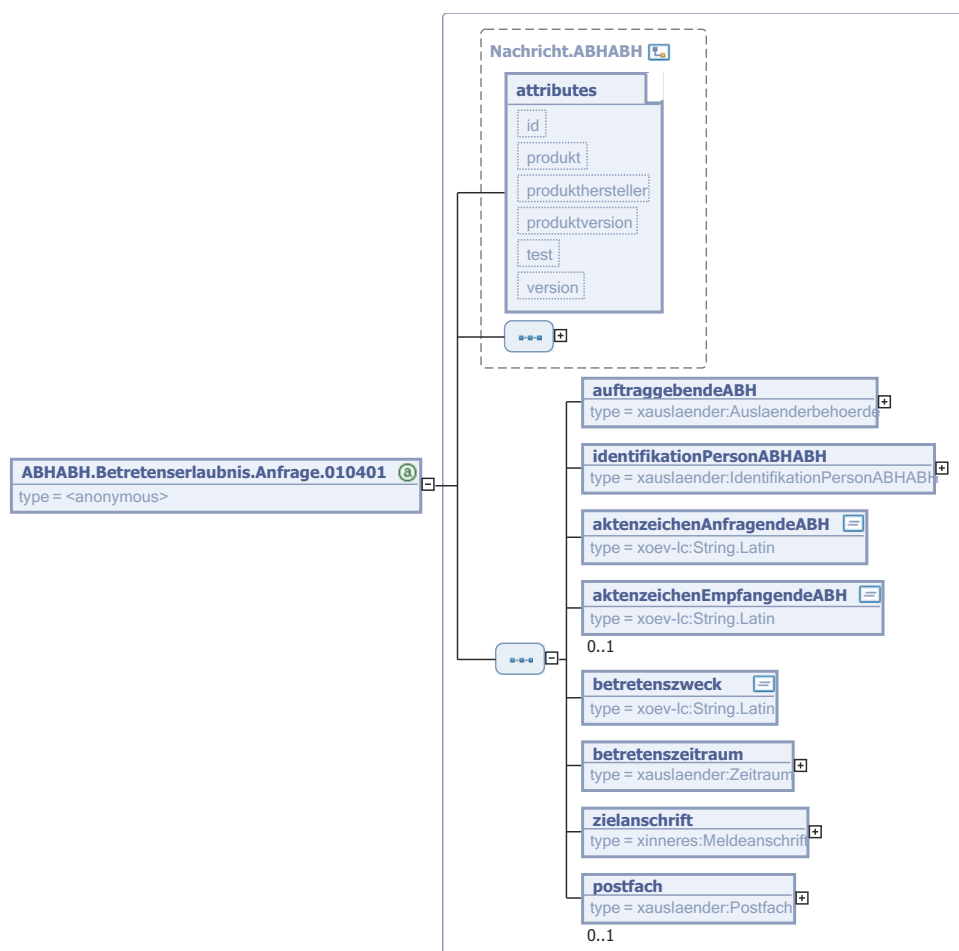 Nachricht.ABHABH
attributes
id
produkt
produkthersteller
produktversion
test
version
ABHABH.Betretenserlaubnis.Anfrage.010401
type = <anonymous>
auftraggebendeABH
type = xauslaender:Auslaenderbehoerde
identifikationPersonABHABH
type = xauslaender:IdentifikationPersonABHABH
aktenzeichenAnfragendeABH
type = xoev-lc:String.Latin
aktenzeichenEmpfangendeABH
type = xoev-lc:String.Latin
0..1
betretenszweck
type = xoev-lc:String.Latin
betretenszeitraum
type = xauslaender:Zeitraum
zielanschrift
type = xinneres:Meldeanschrift
postfach
type = xauslaender:Postfach
0..1